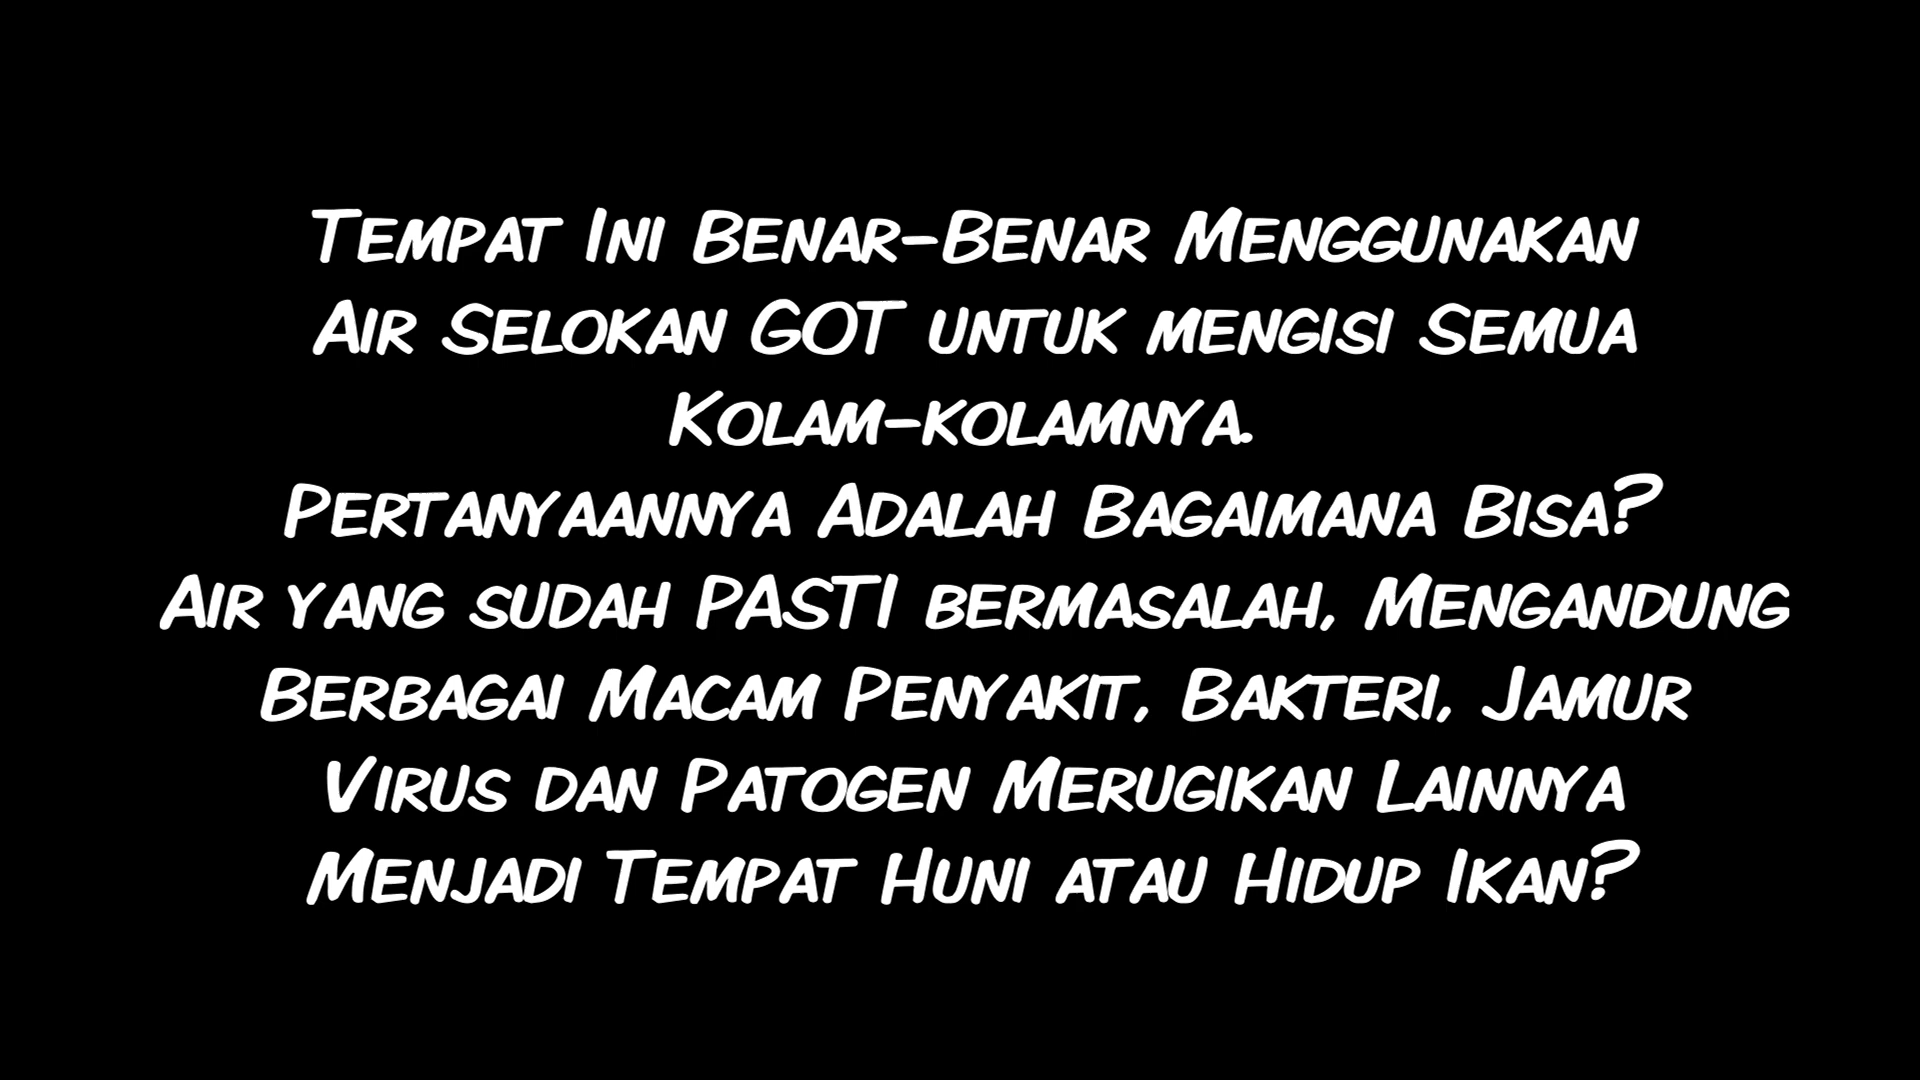 Tempat Ini Benar-Benar Menggunakan
Air Selokan GOT untuk mengisi Semua
Kolam-kolamnya.
Pertanyaannya Adalah Bagaimana Bisa?
Air yang sudah PASTI bermasalah, Mengandung
Berbagai Macam Penyakit, Bakteri, Jamur
Virus dan Patogen Merugikan Lainnya
Menjadi Tempat Huni atau Hidup Ikan?